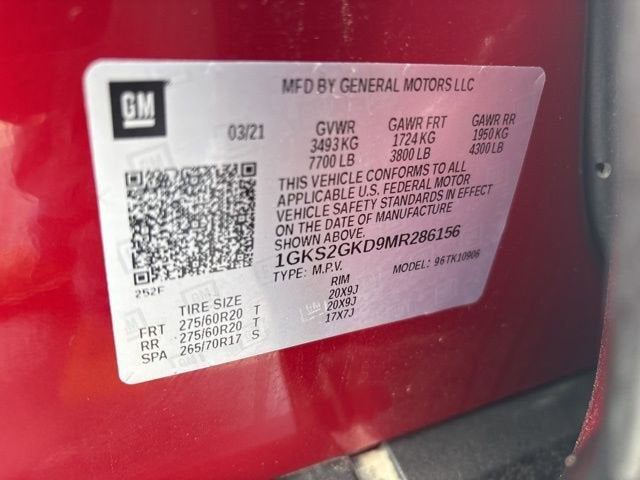 GM
MFD BY GENERAL MOTORS LLC
03/21 GVWR GAWR FRT GAWR RR
3493 KG 1724 KG 1950 KG
7700 LB 3800 LB 4300 LB
THIS VEHICLE CONFORMS TO ALL
APPLICABLE U.S. FEDERAL MOTOR
VEHICLE SAFETY STANDARDS IN EFFECT
ON THE DATE OF MANUFACTURE
SHOWN ABOVE.
1GKS2GKD9MR286156
TYPE: M.P.V. MODEL: 96TK10906
252F
TIRE SIZE RIM
FRT 275/60R20 T 20X9J
RR 275/60R20 T 20X9J
SPA 265/70R17 S 17X7J